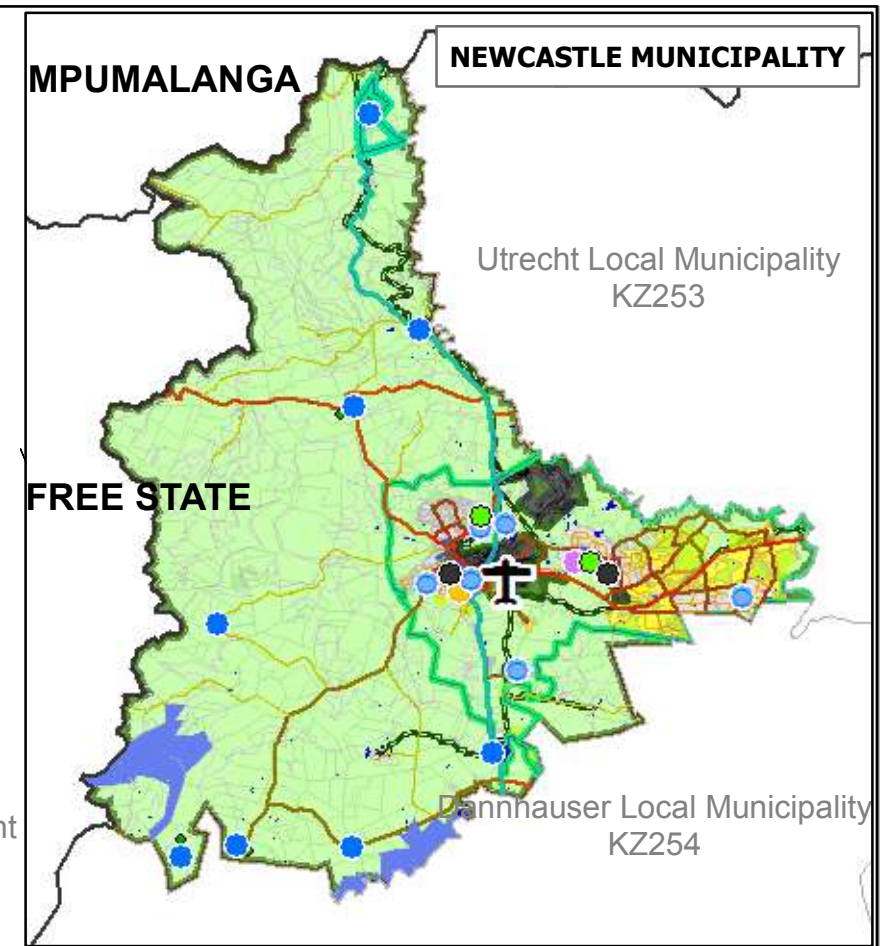 NEWCASTLE MUNICIPALITY
MPUMALANGA
Utrecht Local Municipality
KZ253
FREE STATE
Dannhauser Local Municipality
KZ254